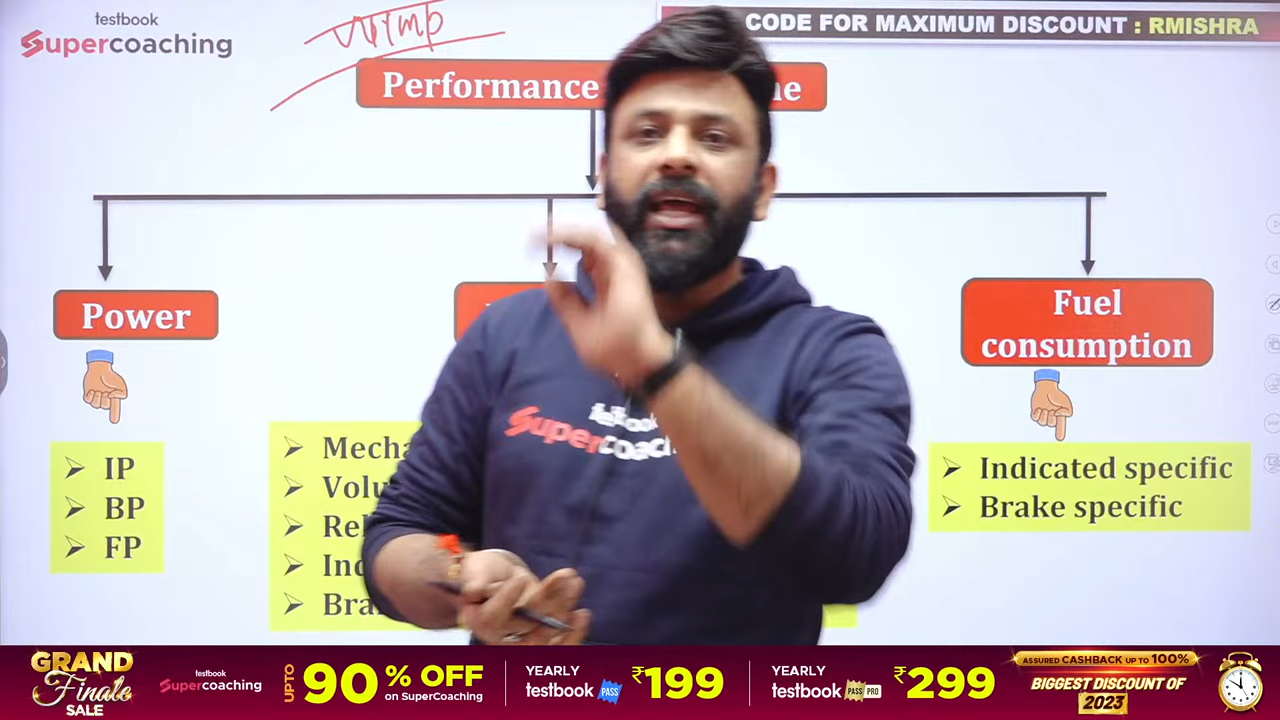 testbook
Supercoaching
vvimp
CODE FOR MAXIMUM DISCOUNT : RMISHRA
Performance
Power
Fuel
consumption
IP
BP
FP
Indicated specific
Brake specific
testbook
Supercoaching
GRAND
Finale
SALE
testbook
Supercoaching
UPTO 90% OFF
on SuperCoaching
YEARLY
testbook PASS
₹199
YEARLY
testbook PASS PRO
₹299
ASSURED CASHBACK UP TO 100%
BIGGEST DISCOUNT OF
2023